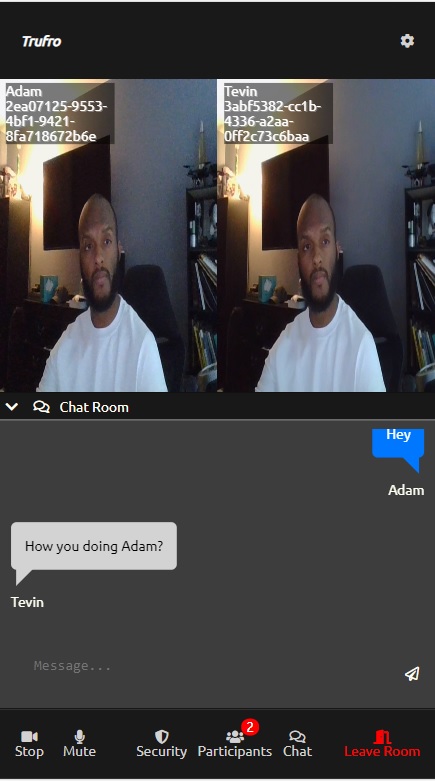 Trufro
Adam
2ea07125-9553-
4bf1-9421-
8fa718672b6e
Tevin
3abf5382-cc1b-
4336-a2aa-
0ff2c73c6baa
Chat Room
Hey
Adam
How you doing Adam?
Tevin
Message...
2
Stop Mute Security Participants Chat Leave Room